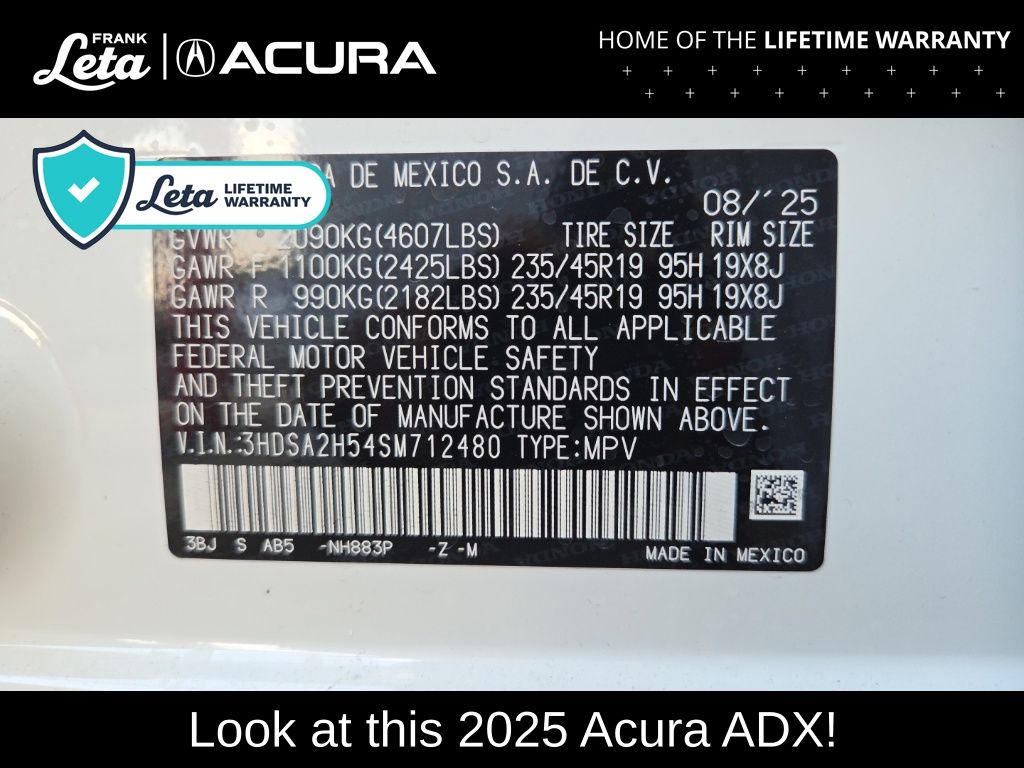 FRANK
Leta
ACURA
HOME OF THE LIFETIME WARRANTY
Leta LIFETIME
WARRANTY
A DE MEXICO S.A. DE C.V.
08/'25
GVWR 2090KG(4607LBS) TIRE SIZE RIM SIZE
GAWR F 1100KG(2425LBS) 235/45R19 95H 19X8J
GAWR R 990KG(2182LBS) 235/45R19 95H 19X8J
THIS VEHICLE CONFORMS TO ALL APPLICABLE
FEDERAL MOTOR VEHICLE SAFETY
AND THEFT PREVENTION STANDARDS IN EFFECT
ON THE DATE OF MANUFACTURE SHOWN ABOVE.
V.I.N.:3HDSA2H54SM712480 TYPE:MPV
3BJ S AB5 -NH883P -Z -M
MADE IN MEXICO
Look at this 2025 Acura ADX!